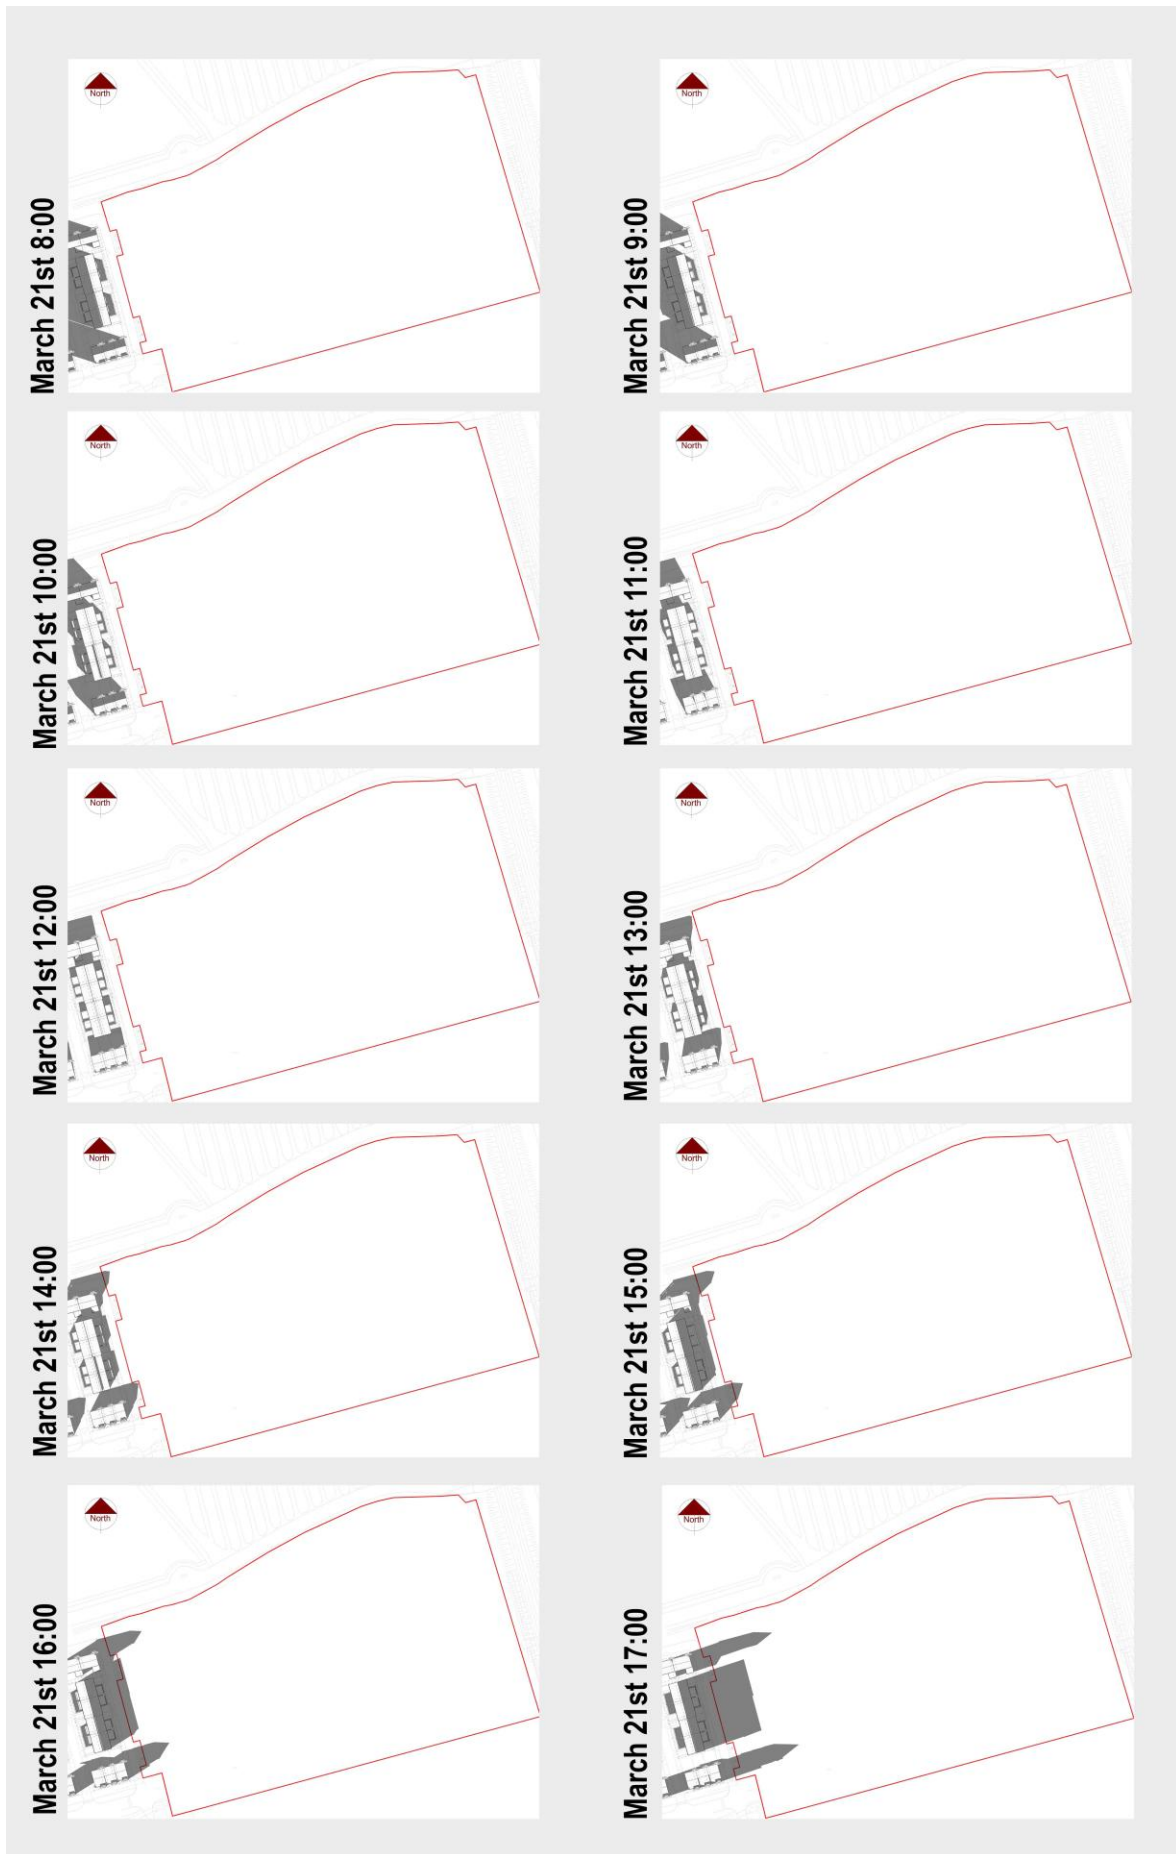 North
North
March 21st 8:00
March 21st 9:00
North
North
March 21st 10:00
March 21st 11:00
North
North
March 21st 12:00
March 21st 13:00
North
North
March 21st 14:00
March 21st 15:00
North
North
March 21st 16:00
March 21st 17:00